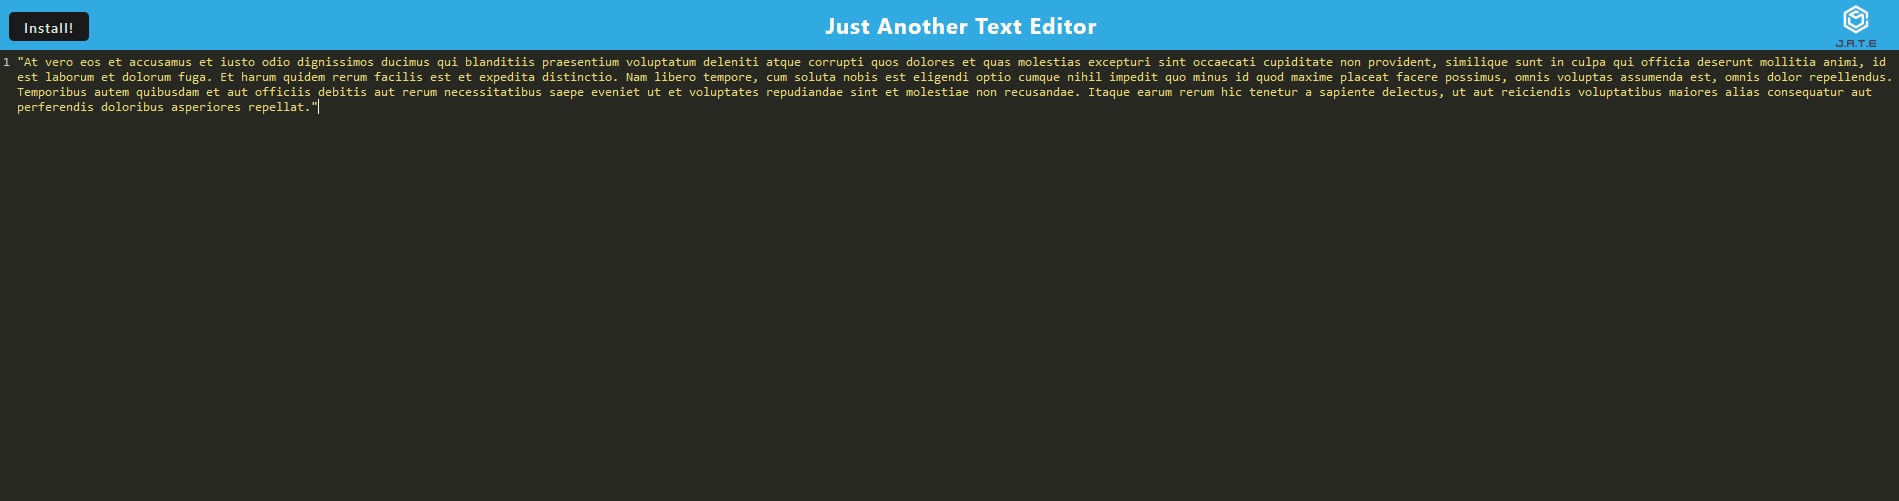 Install!
Just Another Text Editor
J.A.T.E
1 "At vero eos et accusamus et iusto odio dignissimos ducimus qui blanditiis praesentium voluptatum deleniti atque corrupti quos dolores et quas molestias excepturi sint occaecati cupiditate non provident, similique sunt in culpa qui officia deserunt mollitia animi, id
est laborum et dolorum fuga. Et harum quidem rerum facilis est et expedita distinctio. Nam libero tempore, cum soluta nobis est eligendi optio cumque nihil impedit quo minus id quod maxime placeat facere possimus, omnis voluptas assumenda est, omnis dolor repellendus.
Temporibus autem quibusdam et aut officiis debitis aut rerum necessitatibus saepe eveniet ut et voluptates repudiandae sint et molestiae non recusandae. Itaque earum rerum hic tenetur a sapiente delectus, ut aut reiciendis voluptatibus maiores alias consequatur aut
perferendis doloribus asperiores repellat."